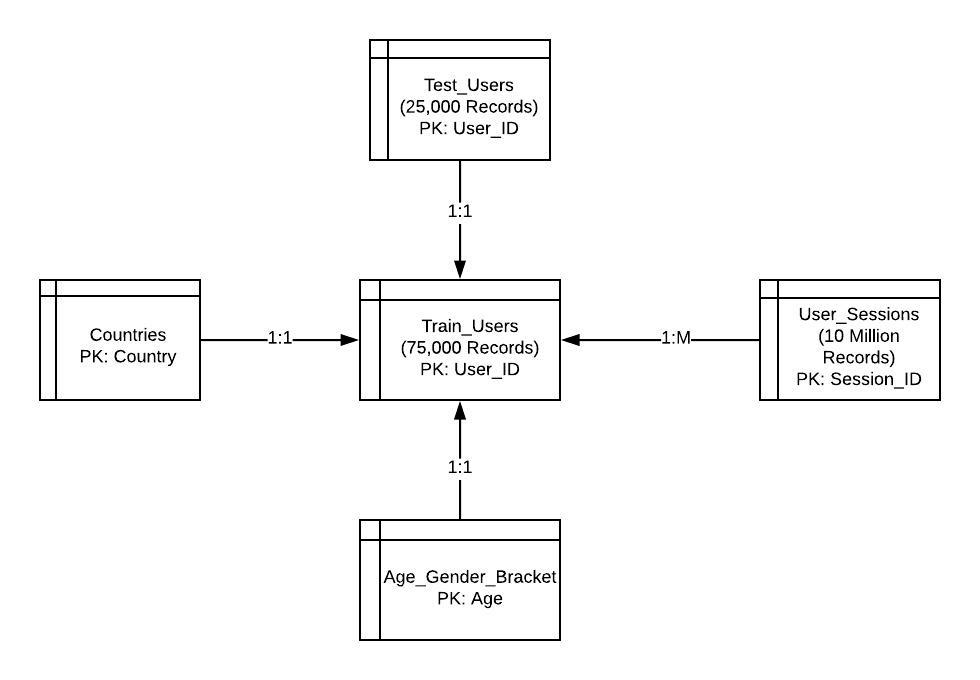 Test_Users
(25,000 Records)
PK: User_ID
1:1
Countries
PK: Country
1:1
Train_Users
(75,000 Records)
PK: User_ID
1:M
User_Sessions
(10 Million
Records)
PK: Session_ID
1:1
Age_Gender_Bracket
PK: Age